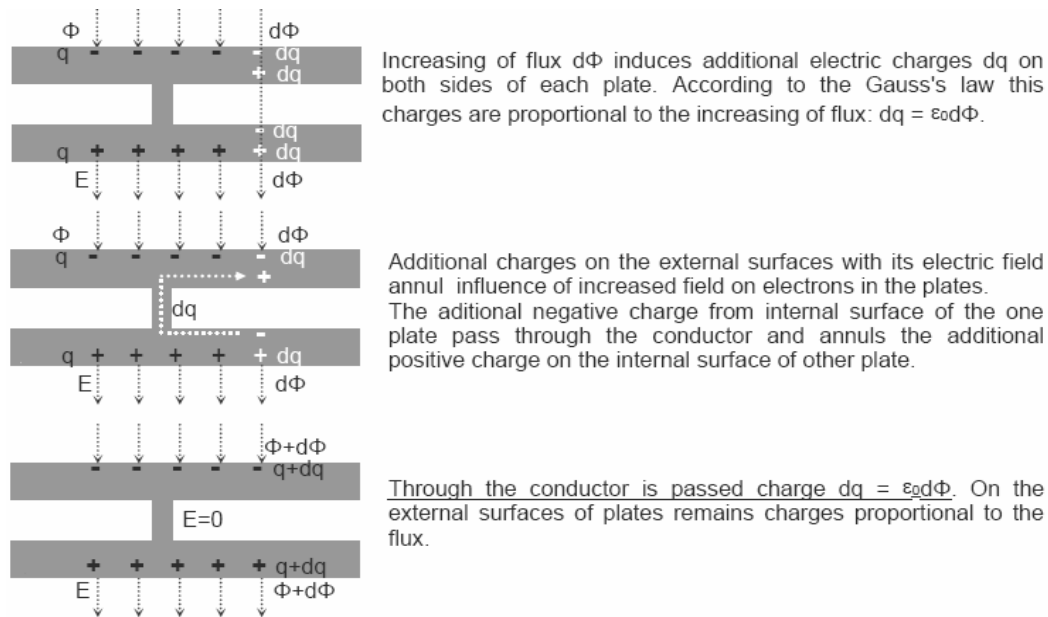 Φ dΦ
q - - - - - dq
+ dq
- dq
q + + + + + dq
E dΦ
Increasing of flux dΦ induces additional electric charges dq on
both sides of each plate. According to the Gauss's law this
charges are proportional to the increasing of flux: dq = ε0dΦ.
Φ dΦ
q - - - - - dq
+
dq
-
q + + + + + dq
E dΦ
Additional charges on the external surfaces with its electric field
annul influence of increased field on electrons in the plates.
The aditional negative charge from internal surface of the one
plate pass through the conductor and annuls the additional
positive charge on the internal surface of other plate.
Φ+dΦ
- - - - - q+dq
E=0
+ + + + + q+dq
E Φ+dΦ
Through the conductor is passed charge dq = ε0dΦ. On the
external surfaces of plates remains charges proportional to the
flux.